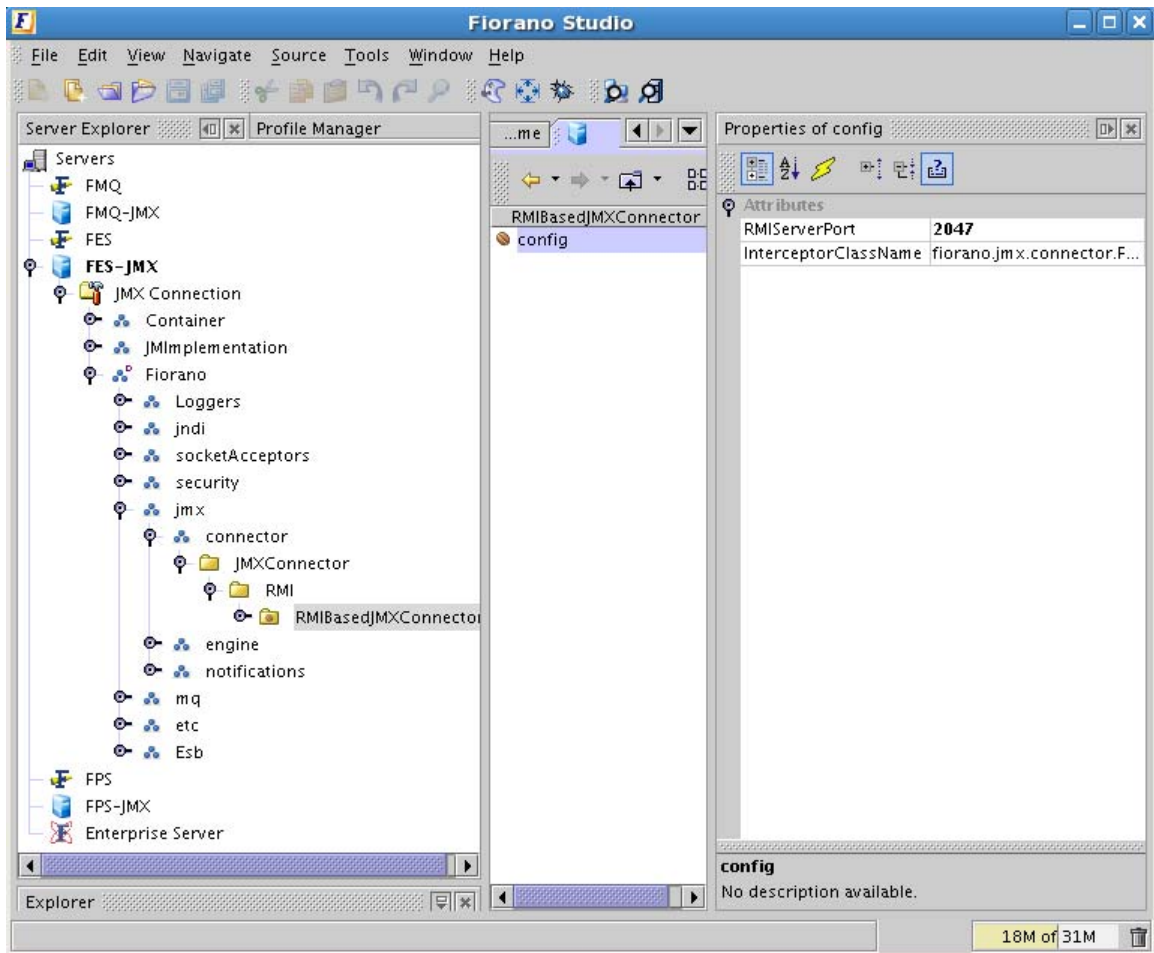 Fiorano Studio
File Edit View Navigate Source Tools Window Help
Server Explorer Profile Manager
Servers
FMQ
FMQ-JMX
FES
FES-JMX
JMX Connection
Container
JMImplementation
Fiorano
Loggers
jndi
socketAcceptors
security
jmx
connector
JMXConnector
RMI
RMIBasedJMXConnector
engine
notifications
mq
etc
Esb
FPS
FPS-JMX
Enterprise Server
Explorer
...me
RMIBasedJMXConnector
config
Properties of config
Attributes
RMIServerPort 2047
InterceptorClassName fiorano.jmx.connector.F...
config
No description available.
18M of 31M